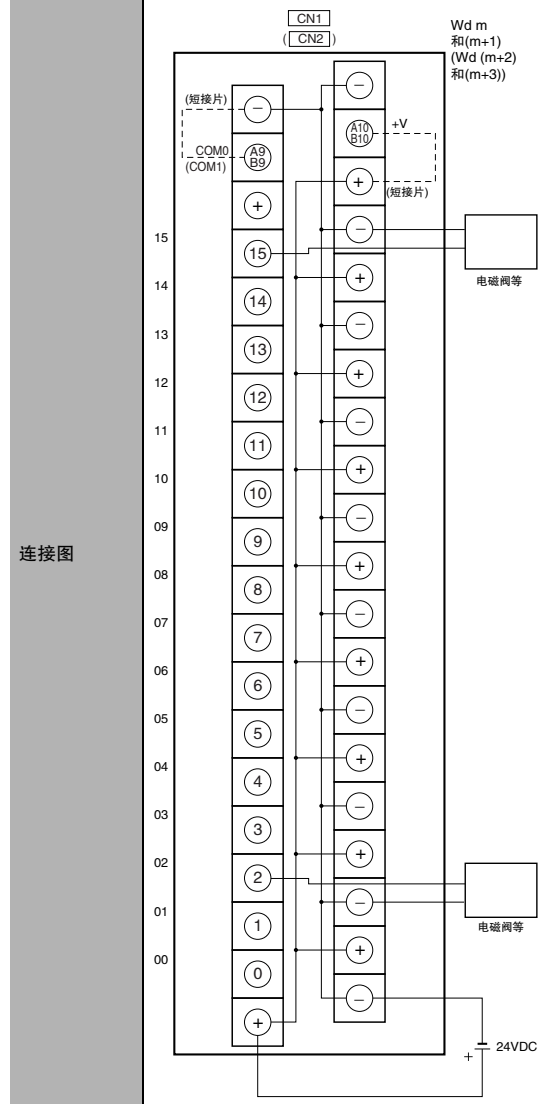 CN1
( CN2 )
Wd m
和(m+1)
(Wd (m+2)
和(m+3))
(短接片)
−
−
COM0
(COM1)
A9
B9
A10
B10
+V
+
+
(短接片)
15
15
−
电磁阀等
14
14
+
13
13
−
12
12
+
11
11
−
10
10
+
09
9
−
连接图
08
8
+
07
7
−
06
6
+
05
5
−
04
4
+
03
3
−
02
2
+
01
1
−
电磁阀等
00
0
+
+
−
+
24VDC